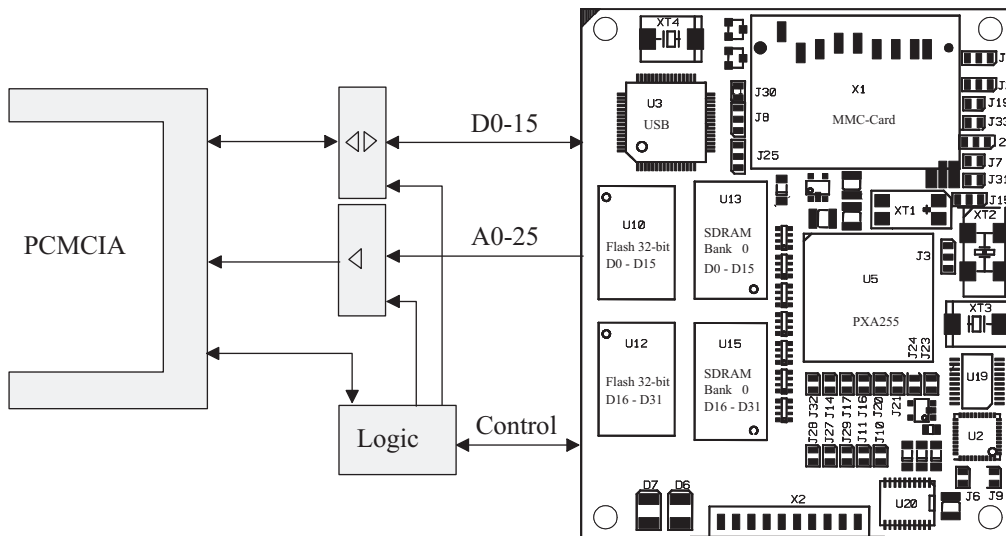 PCMCIA
D0-15
A0-25
Logic
Control
XT4
U3
USB
J30
J8
J25
X1
MMC-Card
J19
J33
J7
J31
J15
XT1
XT2
U10
Flash 32-bit
D0 - D15
U13
SDRAM
Bank 0
D0 - D15
U5
PXA255
J3
XT3
J24
J23
U12
Flash 32-bit
D16 - D31
U15
SDRAM
Bank 0
D16 - D31
U19
J32
J14
J17
J16
J20
J21
J28
J27
J29
J11
J10
U2
J6
J9
D7
D6
X2
U20